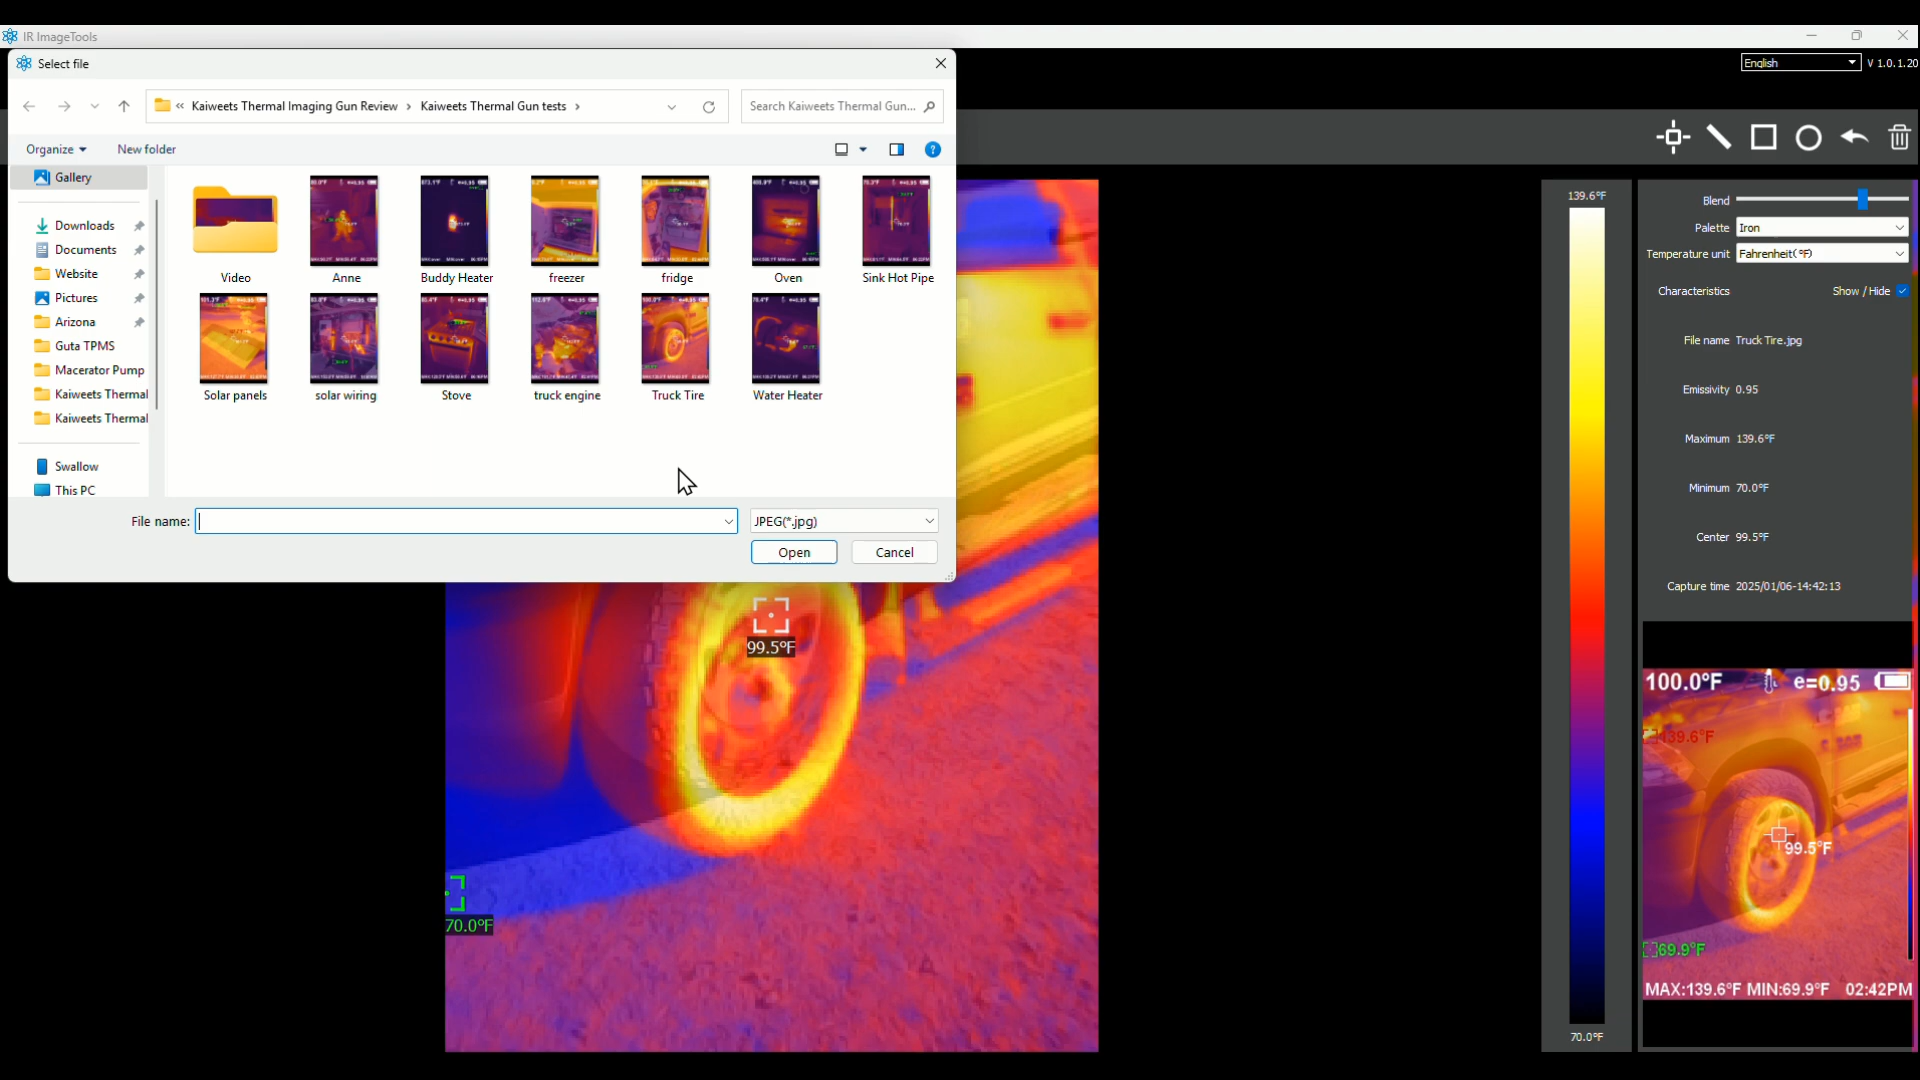 IR ImageTools
Select file
English
V 1.0.1.20
« Kaiweets Thermal Imaging Gun Review › Kaiweets Thermal Gun tests ›
Search Kaiweets Thermal Gun...
Organize
New folder
Gallery
Downloads
Documents
Website
Pictures
Arizona
Guta TPMS
Macerator Pump
Kaiweets Thermal
Kaiweets Thermal
Swallow
This PC
Video
Anne
Buddy Heater
freezer
fridge
Oven
Sink Hot Pipe
Solar panels
solar wiring
Stove
truck engine
Truck Tire
Water Heater
File name:
JPEG(*.jpg)
Open
Cancel
99.5°F
70.0°F
139.6°F
70.0°F
Blend
Palette Iron
Temperature unit Fahrenheit(°F)
Characteristics Show / Hide
File name Truck Tire.jpg
Emissivity 0.95
Maximum 139.6°F
Minimum 70.0°F
Center 99.5°F
Capture time 2025/01/06-14:42:13
100.0°F e=0.95
139.6°F
99.5°F
69.9°F
MAX:139.6°F MIN:69.9°F 02:42PM